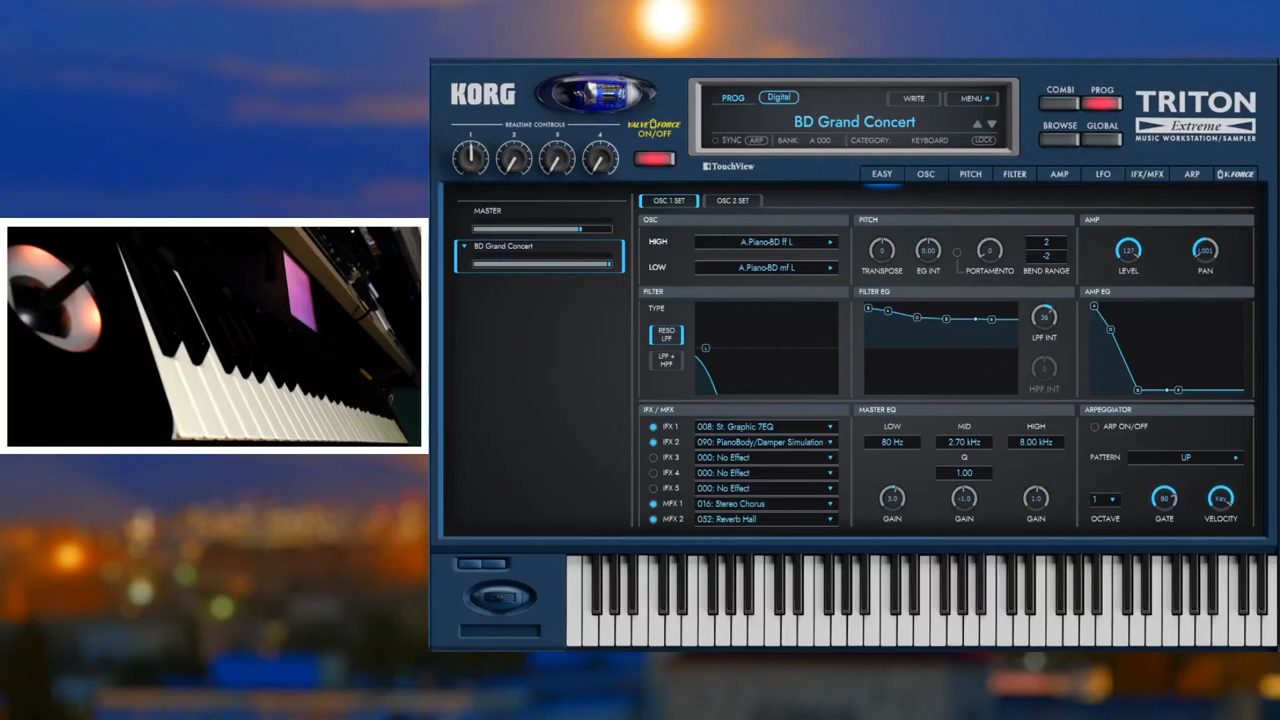 KORG
REALTIME CONTROLS
1 2 3 4
VALVE FORCE
ON/OFF
PROG Digital WRITE MENU
BD Grand Concert
SYNC ARP BANK: A 000 CATEGORY: KEYBOARD LOCK
COMBI PROG
BROWSE GLOBAL
TRITON
Extreme
MUSIC WORKSTATION/SAMPLER
TouchView
EASY OSC PITCH FILTER AMP LFO IFX/MFX ARP V.FORCE
MASTER
BD Grand Concert
OSC 1 SET OSC 2 SET
OSC
HIGH A.Piano-BD ff L
LOW A.Piano-BD mf L
PITCH
0 0.00 0 2
-2
TRANSPOSE EG INT PORTAMENTO BEND RANGE
AMP
127 L001
LEVEL PAN
FILTER
TYPE
RESO
LPF
LPF +
HPF
L
FILTER EG
36
LPF INT
0
HPF INT
AMP EG
IFX / MFX
IFX 1 008: St. Graphic 7EQ
IFX 2 090: PianoBody/Damper Simulation
IFX 3 000: No Effect
IFX 4 000: No Effect
IFX 5 000: No Effect
MFX 1 016: Stereo Chorus
MFX 2 052: Reverb Hall
MASTER EQ
LOW MID HIGH
80 Hz 2.70 kHz 8.00 kHz
Q
1.00
3.0 -1.0 1.0
GAIN GAIN GAIN
ARPEGGIATOR
ARP ON/OFF
PATTERN UP
1 80 Key
OCTAVE GATE VELOCITY